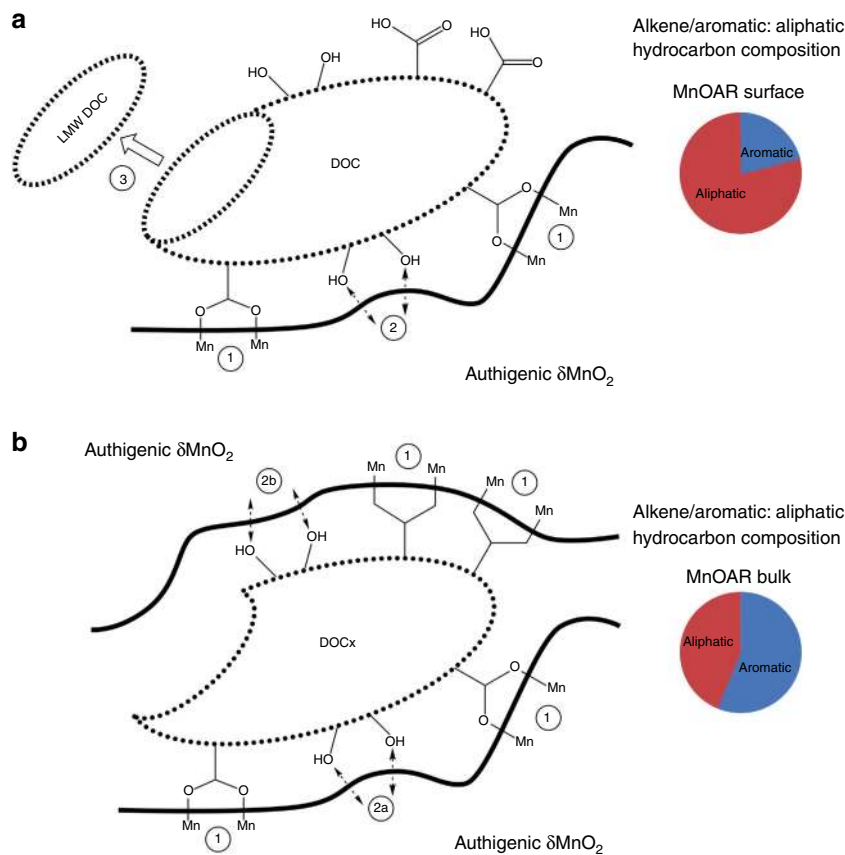 a
Alkene/aromatic: aliphatic
hydrocarbon composition
MnOAR surface
Aromatic
Aliphatic
HO
O
HO
O
HO
OH
LMW DOC
3
DOC
O
Mn
O
1
Mn
HO
OH
2
O
O
Mn
Mn
1
Authigenic δMnO₂
b
Authigenic δMnO₂
2b
1
Mn
Mn
1
Mn
Mn
HO
OH
Alkene/aromatic: aliphatic
hydrocarbon composition
MnOAR bulk
Aliphatic
Aromatic
DOCx
O
Mn
O
1
Mn
HO
OH
2a
O
O
Mn
Mn
1
Authigenic δMnO₂